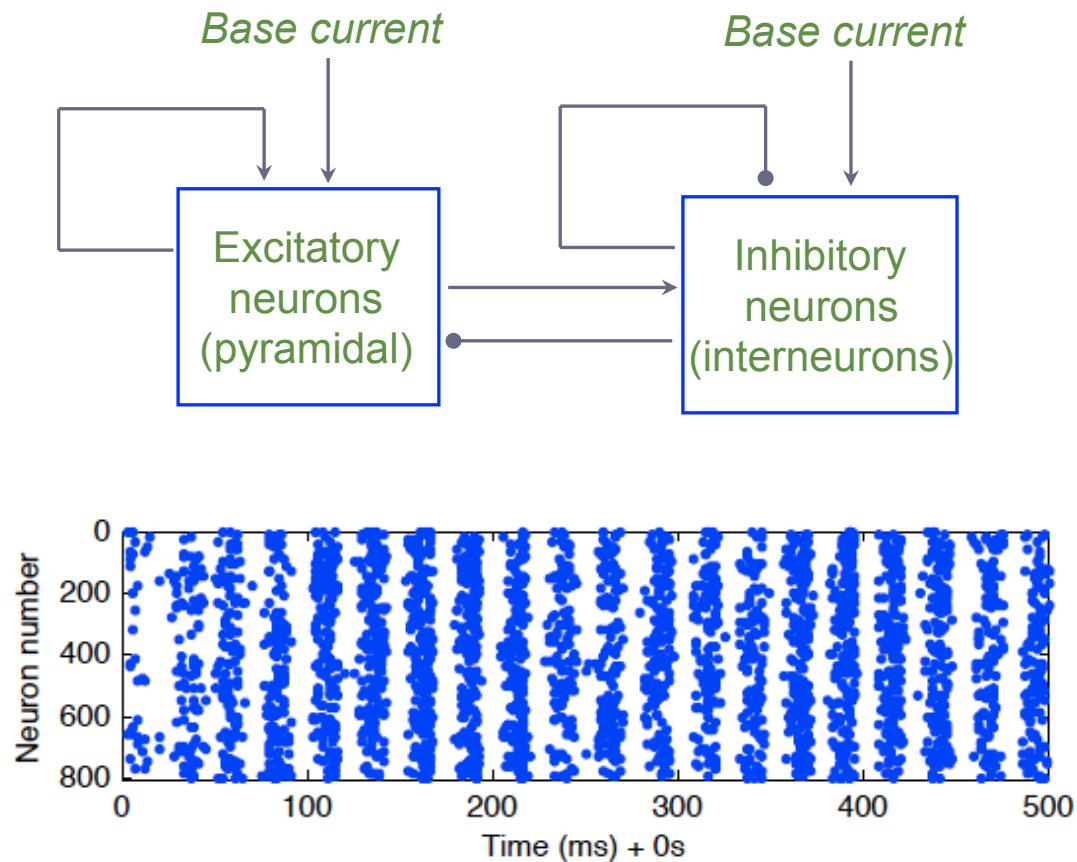 Base current
Base current
Excitatory
neurons
(pyramidal)
Inhibitory
neurons
(interneurons)
Neuron number
0
200
400
600
800
0
100
200
300
400
500
Time (ms) + 0s